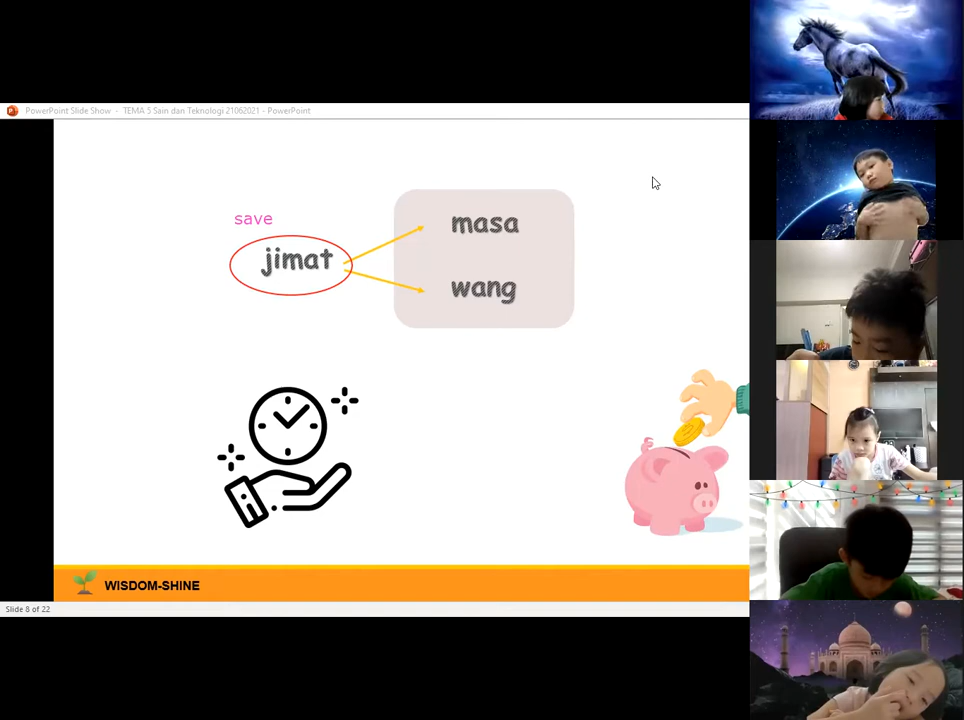 PowerPoint Slide Show - TEMA 5 Sain dan Teknologi 21062021 - PowerPoint
save
jimat
masa
wang
WISDOM-SHINE
Slide 8 of 22